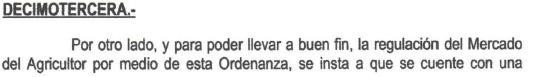 DECIMOTERCERA.-
Por otro lado, y para poder llevar a buen fin, la regulación del Mercado
del Agricultor por medio de esta Ordenanza, se insta a que se cuente con una